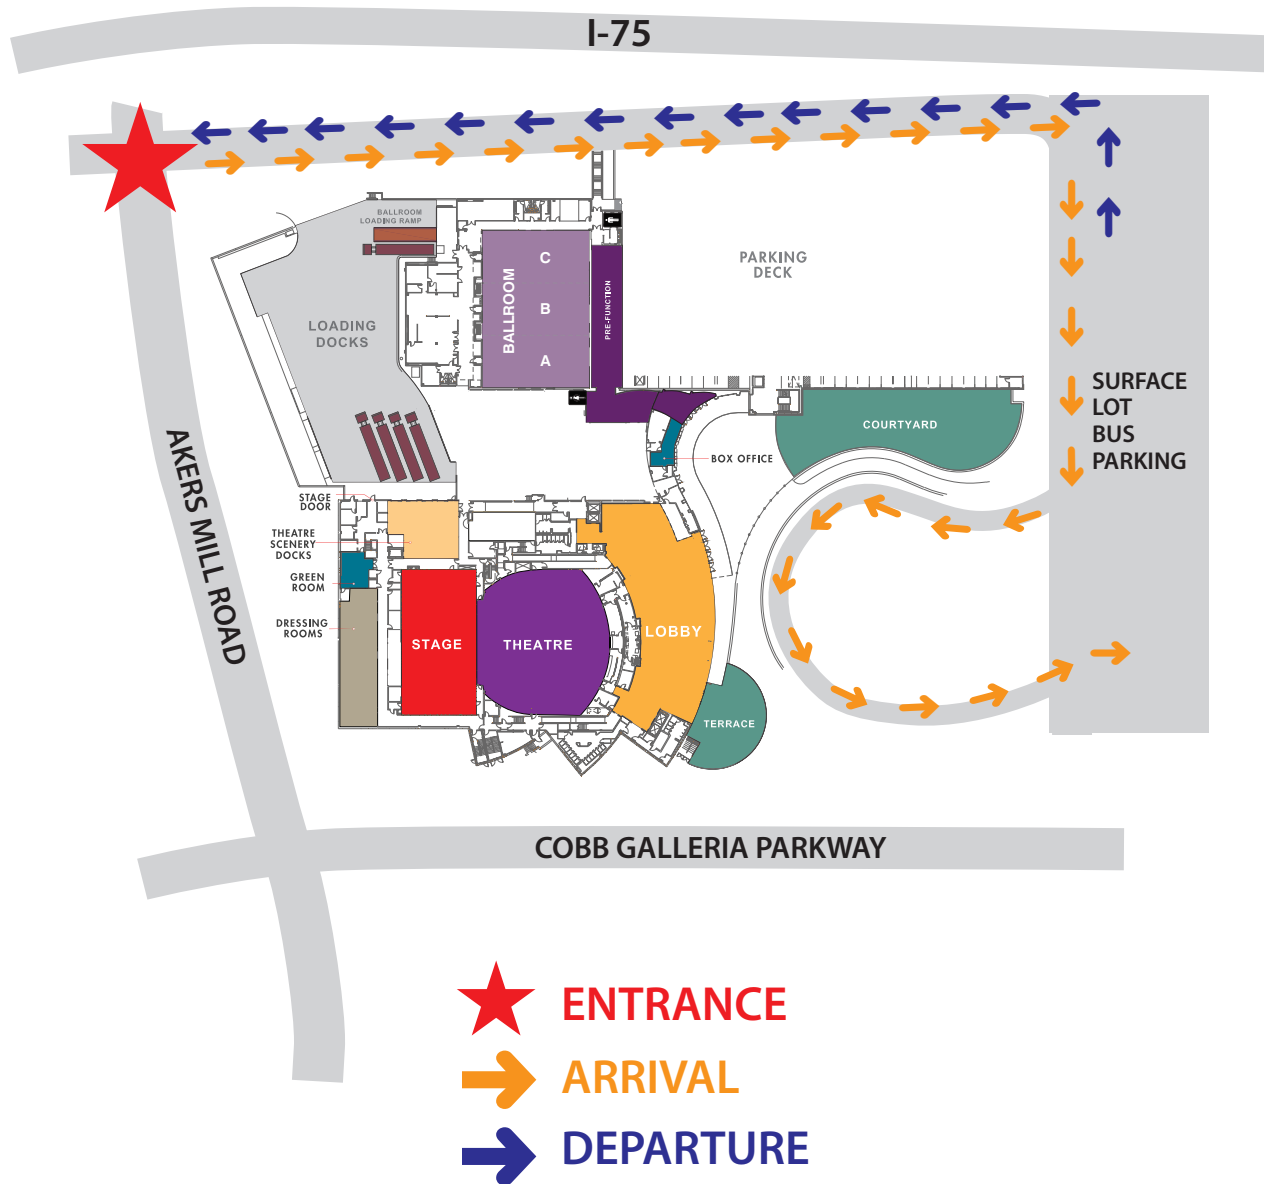 I-75
BALLROOM
LOADING RAMP
C
B
A
BALLROOM
PRE-FUNCTION
PARKING
DECK
LOADING
DOCKS
SURFACE
LOT
BUS
PARKING
COURTYARD
BOX OFFICE
AKERS MILL ROAD
STAGE
DOOR
THEATRE
SCENERY
DOCKS
GREEN
ROOM
DRESSING
ROOMS
STAGE
THEATRE
LOBBY
TERRACE
COBB GALLERIA PARKWAY
ENTRANCE
ARRIVAL
DEPARTURE